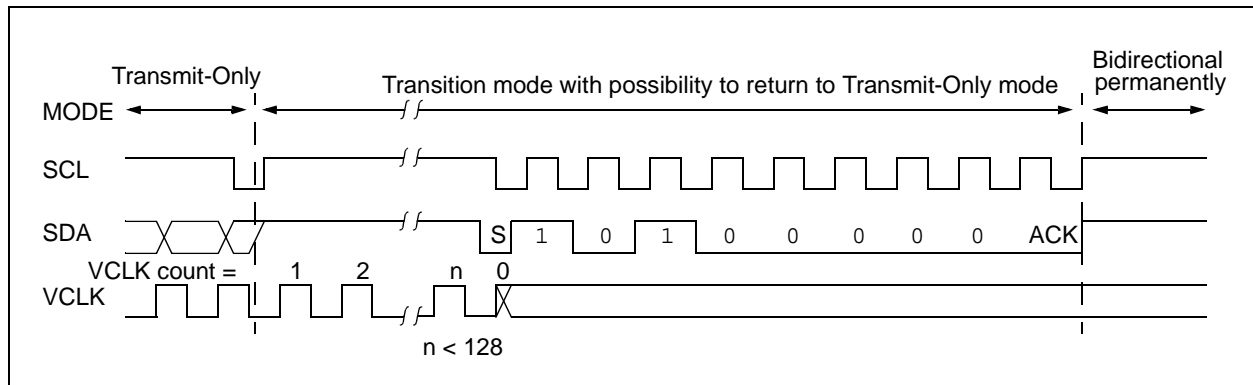 Transmit-Only
Transition mode with possibility to return to Transmit-Only mode
Bidirectional
permanently
MODE
SCL
SDA
S 1 0 1 0 0 0 0 0 ACK
VCLK count = 1 2 n 0
VCLK
n < 128